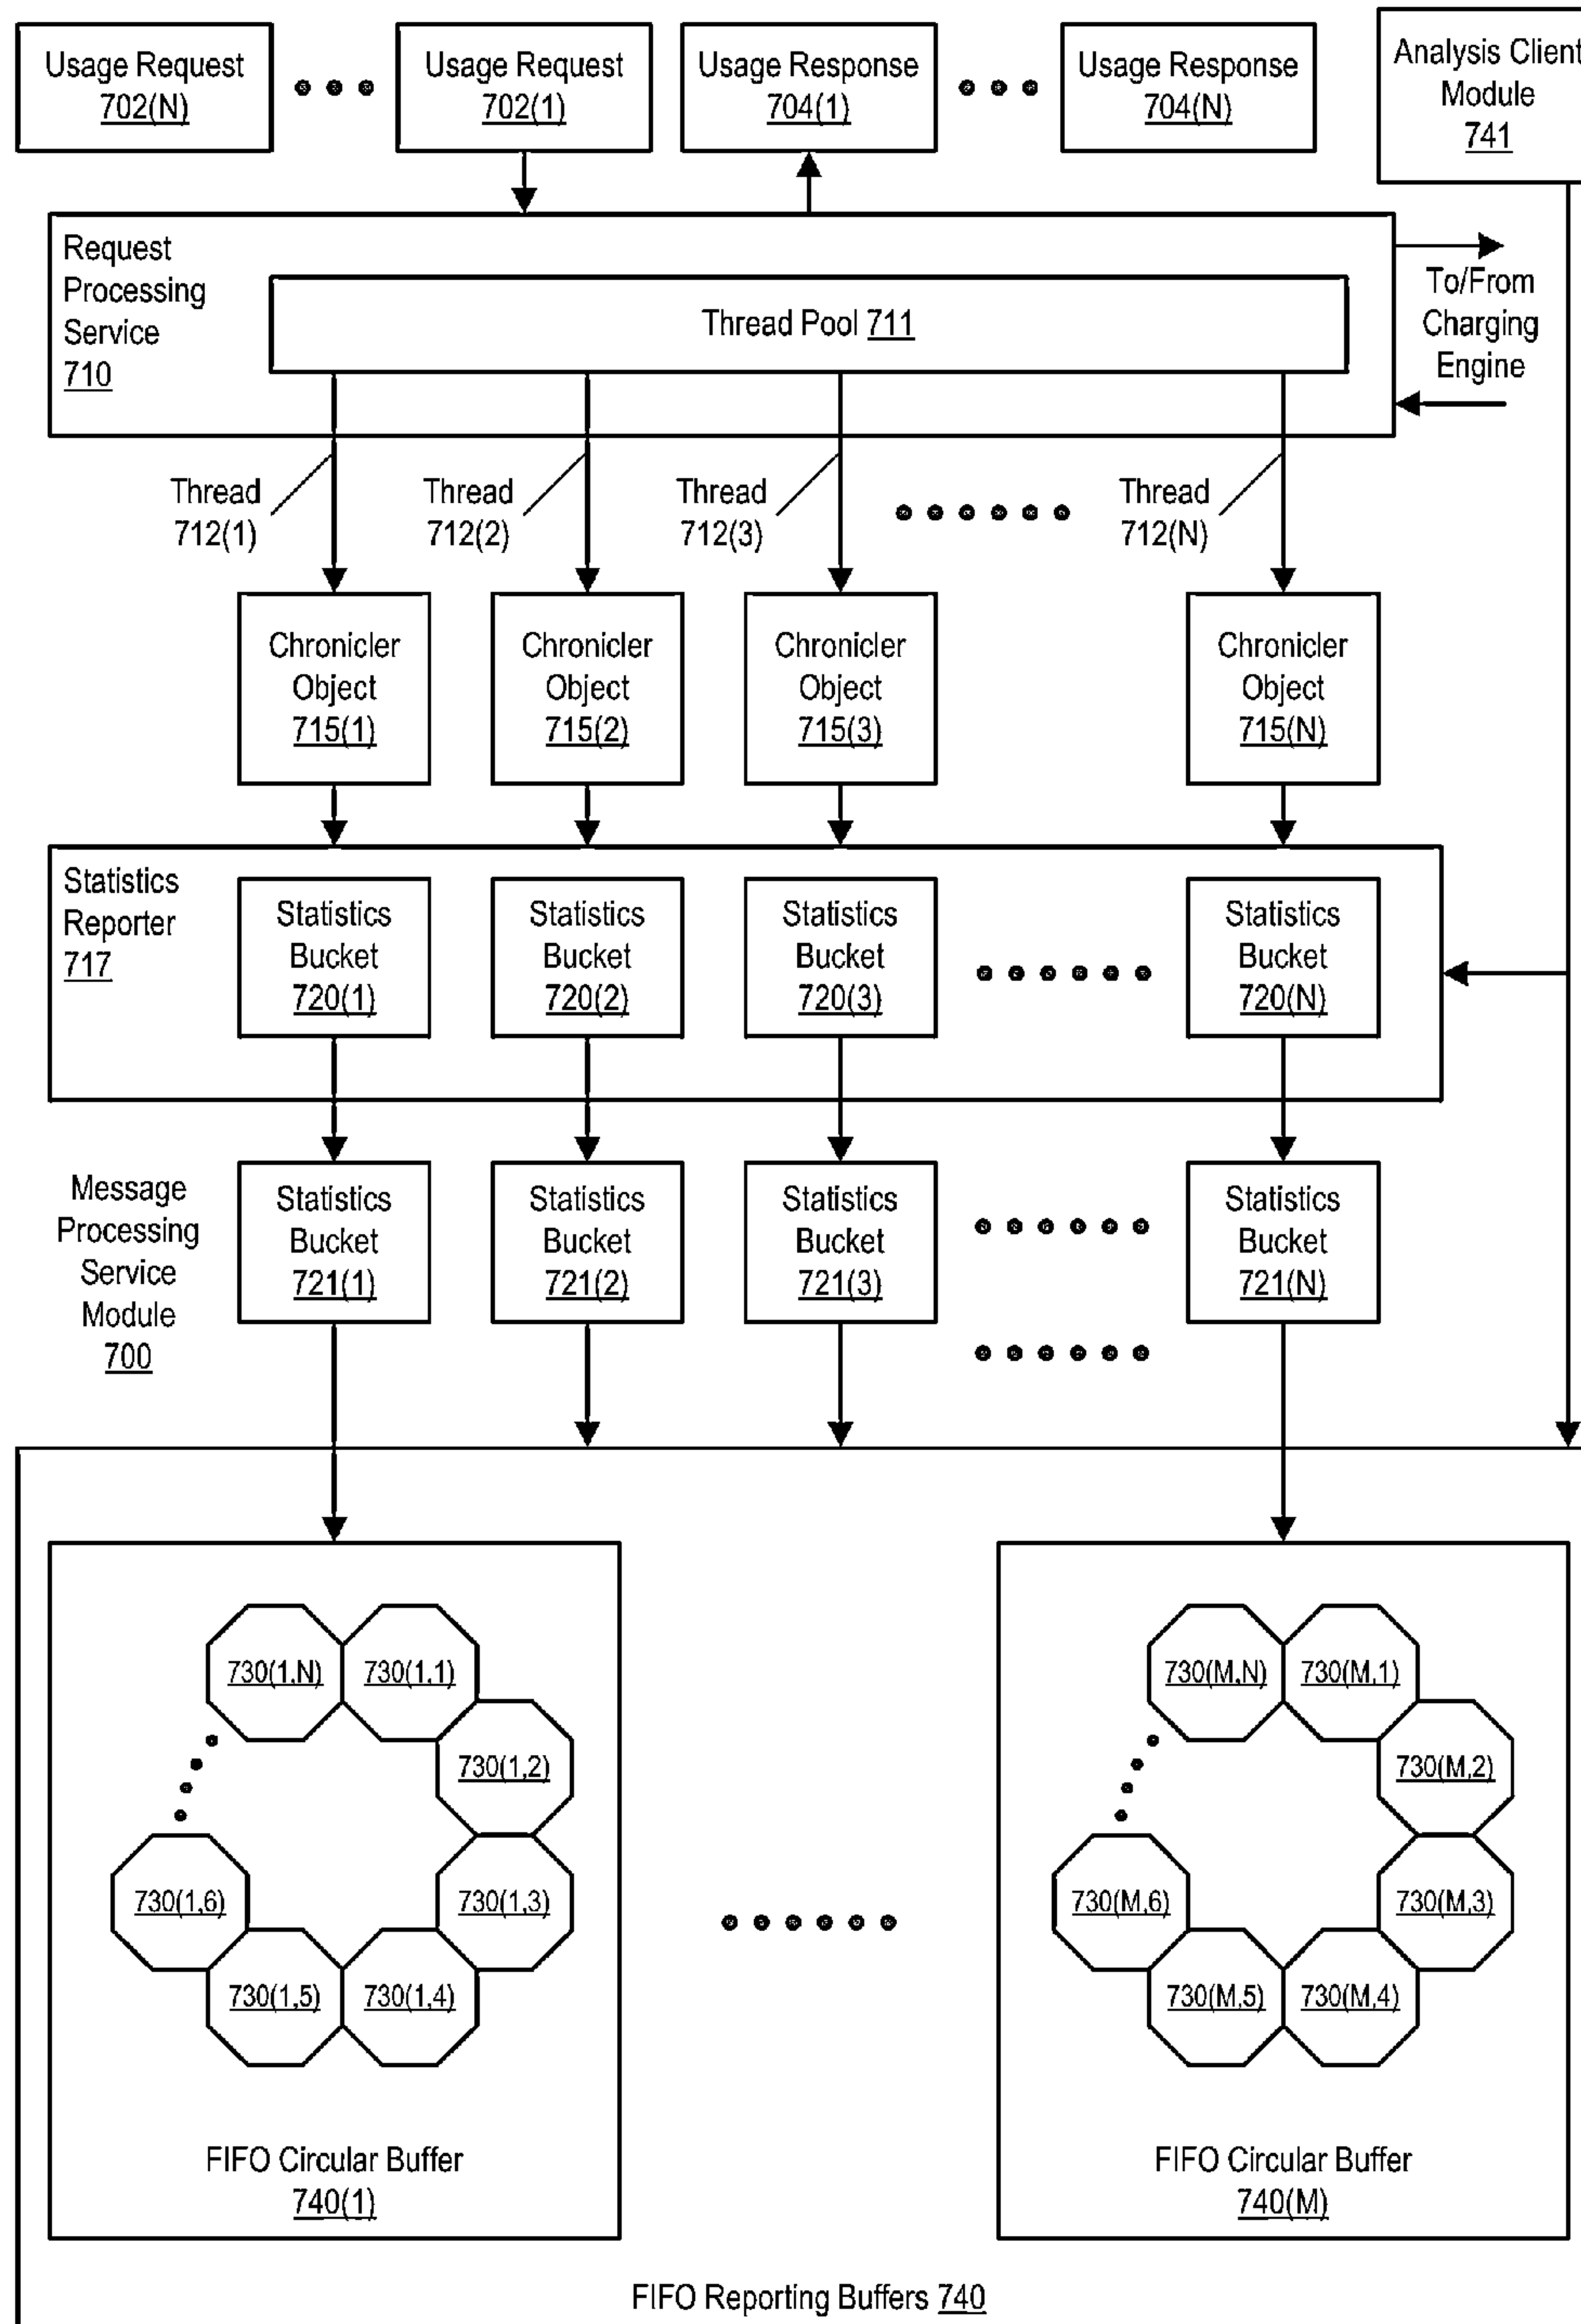 Usage Request
702(N)
Usage Request
702(1)
Usage Response
704(1)
Usage Response
704(N)
Analysis Client
Module
741
Request
Processing
Service
710
Thread Pool 711
To/From
Charging
Engine
Thread
712(1)
Thread
712(2)
Thread
712(3)
Thread
712(N)
Chronicler
Object
715(1)
Chronicler
Object
715(2)
Chronicler
Object
715(3)
Chronicler
Object
715(N)
Statistics
Reporter
717
Statistics
Bucket
720(1)
Statistics
Bucket
720(2)
Statistics
Bucket
720(3)
Statistics
Bucket
720(N)
Message
Processing
Service
Module
700
Statistics
Bucket
721(1)
Statistics
Bucket
721(2)
Statistics
Bucket
721(3)
Statistics
Bucket
721(N)
730(1,N)
730(1,1)
730(1,2)
730(1,3)
730(1,4)
730(1,5)
730(1,6)
FIFO Circular Buffer
740(1)
730(M,N)
730(M,1)
730(M,2)
730(M,3)
730(M,4)
730(M,5)
730(M,6)
FIFO Circular Buffer
740(M)
FIFO Reporting Buffers 740